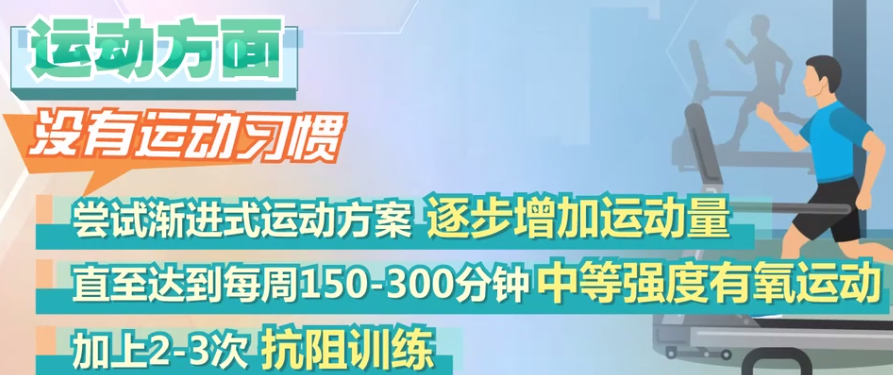 运动方面
没有运动习惯
尝试渐进式运动方案 逐步增加运动量
直至达到每周150-300分钟 中等强度有氧运动
加上2-3次 抗阻训练